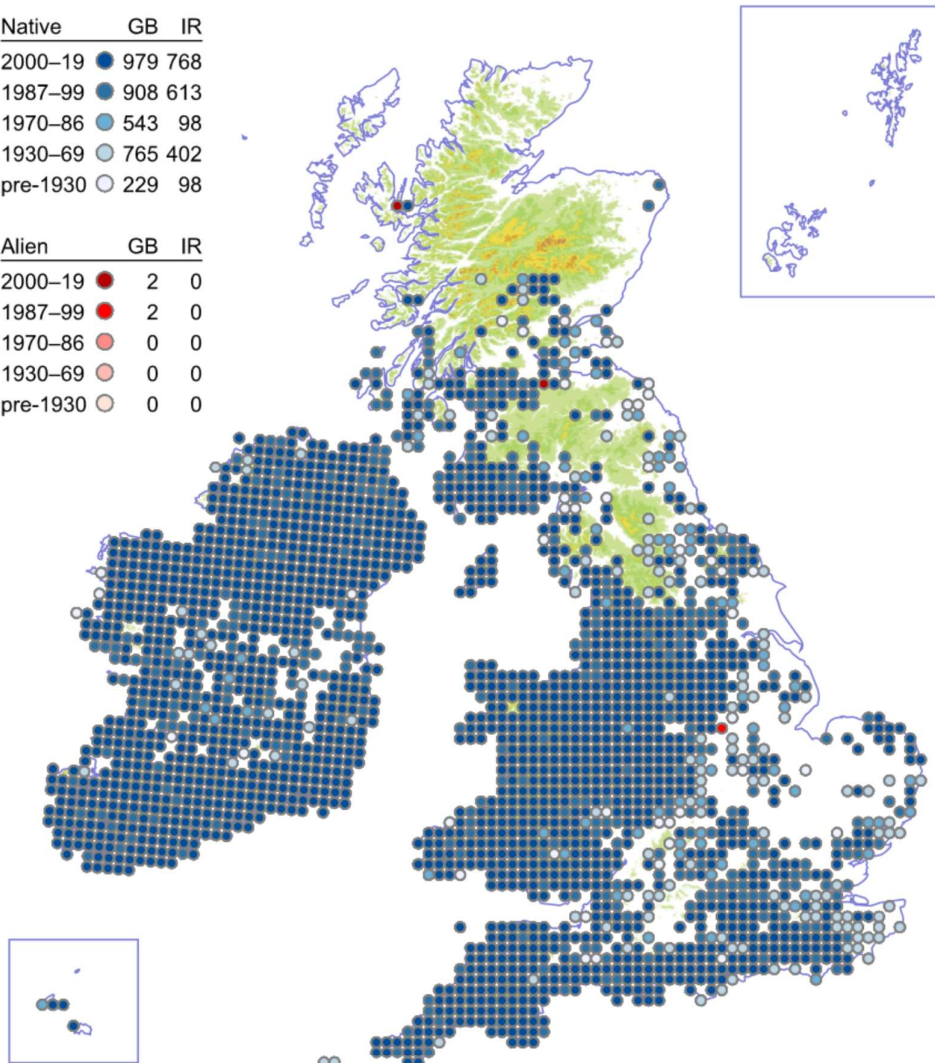 Native GB IR
2000–19 979 768
1987–99 908 613
1970–86 543 98
1930–69 765 402
pre-1930 229 98
Alien GB IR
2000–19 2 0
1987–99 2 0
1970–86 0 0
1930–69 0 0
pre-1930 0 0